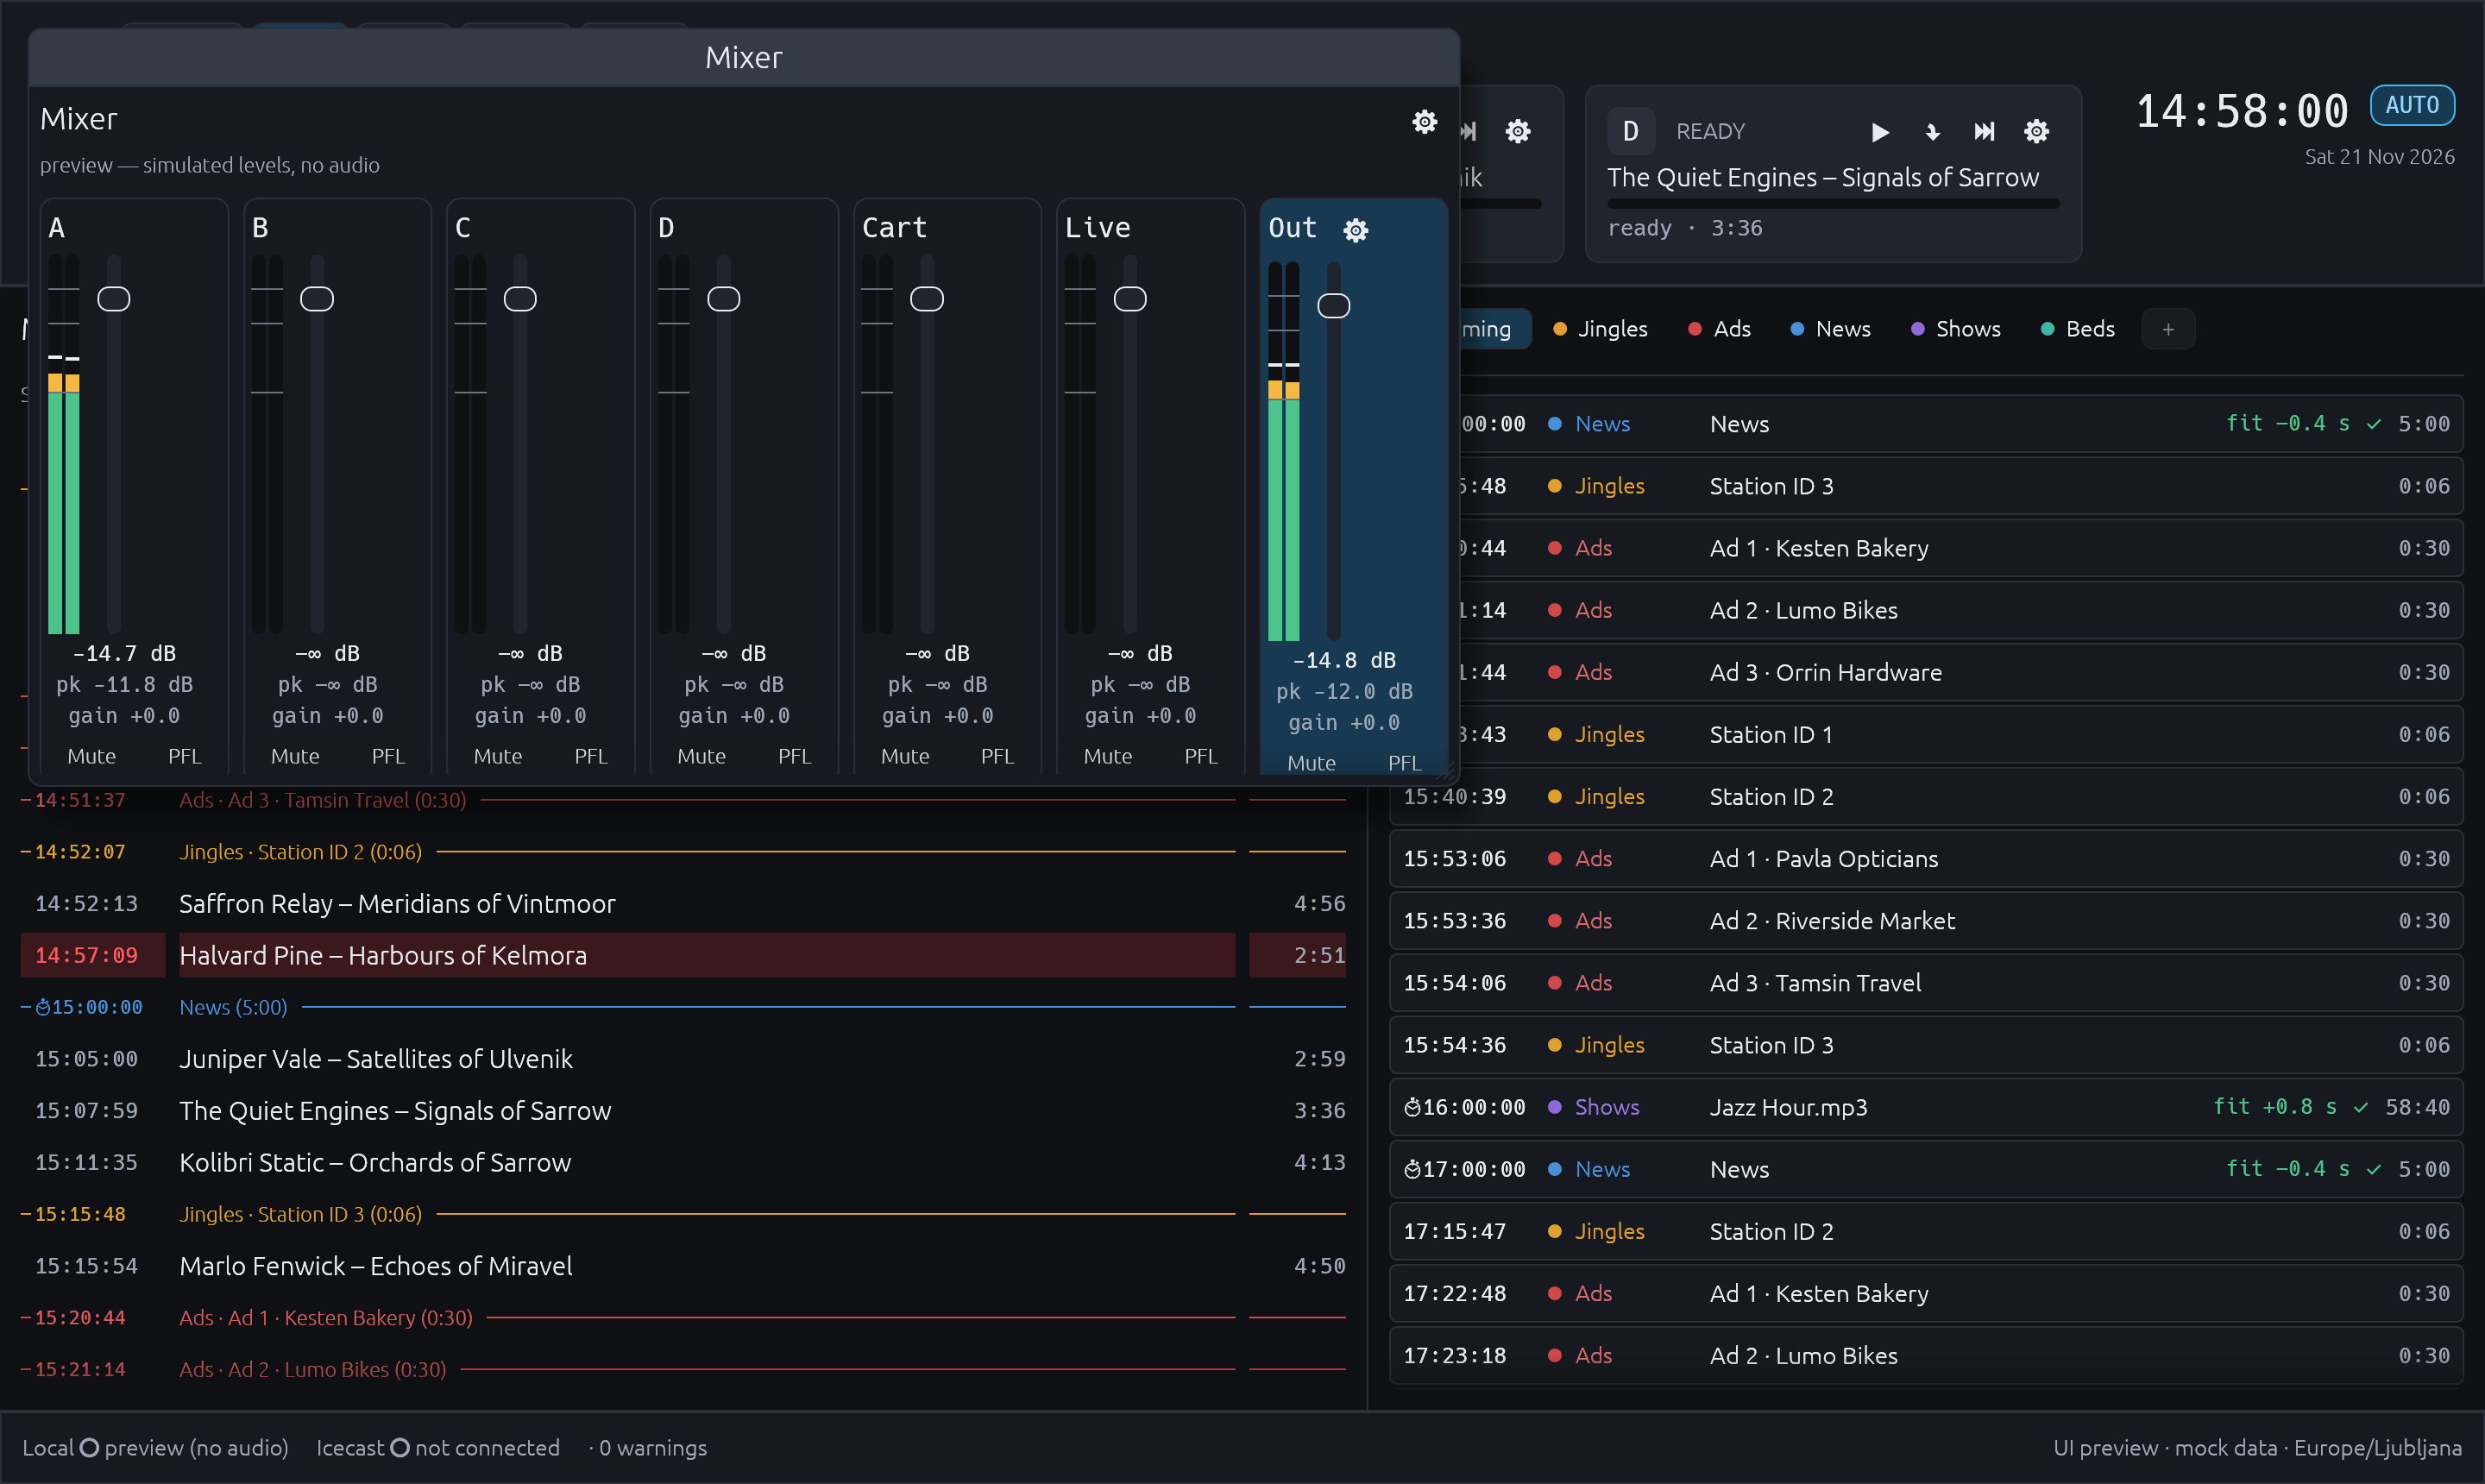 Mixer
Mixer
preview — simulated levels, no audio
A
B
C
D
Cart
Live
Out
-14.7 dB
pk -11.8 dB
gain +0.0
Mute PFL
−∞ dB
pk −∞ dB
gain +0.0
Mute PFL
−∞ dB
pk −∞ dB
gain +0.0
Mute PFL
−∞ dB
pk −∞ dB
gain +0.0
Mute PFL
−∞ dB
pk −∞ dB
gain +0.0
Mute PFL
−∞ dB
pk −∞ dB
gain +0.0
Mute PFL
-14.8 dB
pk -12.0 dB
gain +0.0
Mute PFL
D READY
The Quiet Engines – Signals of Sarrow
ready · 3:36
14:58:00 AUTO
Sat 21 Nov 2026
Jingles Ads News Shows Beds +
14:51:37 Ads · Ad 3 · Tamsin Travel (0:30)
14:52:07 Jingles · Station ID 2 (0:06)
14:52:13 Saffron Relay – Meridians of Vintmoor 4:56
14:57:09 Halvard Pine – Harbours of Kelmora 2:51
15:00:00 News (5:00)
15:05:00 Juniper Vale – Satellites of Ulvenik 2:59
15:07:59 The Quiet Engines – Signals of Sarrow 3:36
15:11:35 Kolibri Static – Orchards of Sarrow 4:13
15:15:48 Jingles · Station ID 3 (0:06)
15:15:54 Marlo Fenwick – Echoes of Miravel 4:50
15:20:44 Ads · Ad 1 · Kesten Bakery (0:30)
15:21:14 Ads · Ad 2 · Lumo Bikes (0:30)
00:00 News News fit −0.4 s ✓ 5:00
:48 Jingles Station ID 3 0:06
:44 Ads Ad 1 · Kesten Bakery 0:30
:14 Ads Ad 2 · Lumo Bikes 0:30
:44 Ads Ad 3 · Orrin Hardware 0:30
:43 Jingles Station ID 1 0:06
15:40:39 Jingles Station ID 2 0:06
15:53:06 Ads Ad 1 · Pavla Opticians 0:30
15:53:36 Ads Ad 2 · Riverside Market 0:30
15:54:06 Ads Ad 3 · Tamsin Travel 0:30
15:54:36 Jingles Station ID 3 0:06
16:00:00 Shows Jazz Hour.mp3 fit +0.8 s ✓ 58:40
17:00:00 News News fit −0.4 s ✓ 5:00
17:15:47 Jingles Station ID 2 0:06
17:22:48 Ads Ad 1 · Kesten Bakery 0:30
17:23:18 Ads Ad 2 · Lumo Bikes 0:30
Local preview (no audio) Icecast not connected · 0 warnings
UI preview · mock data · Europe/Ljubljana